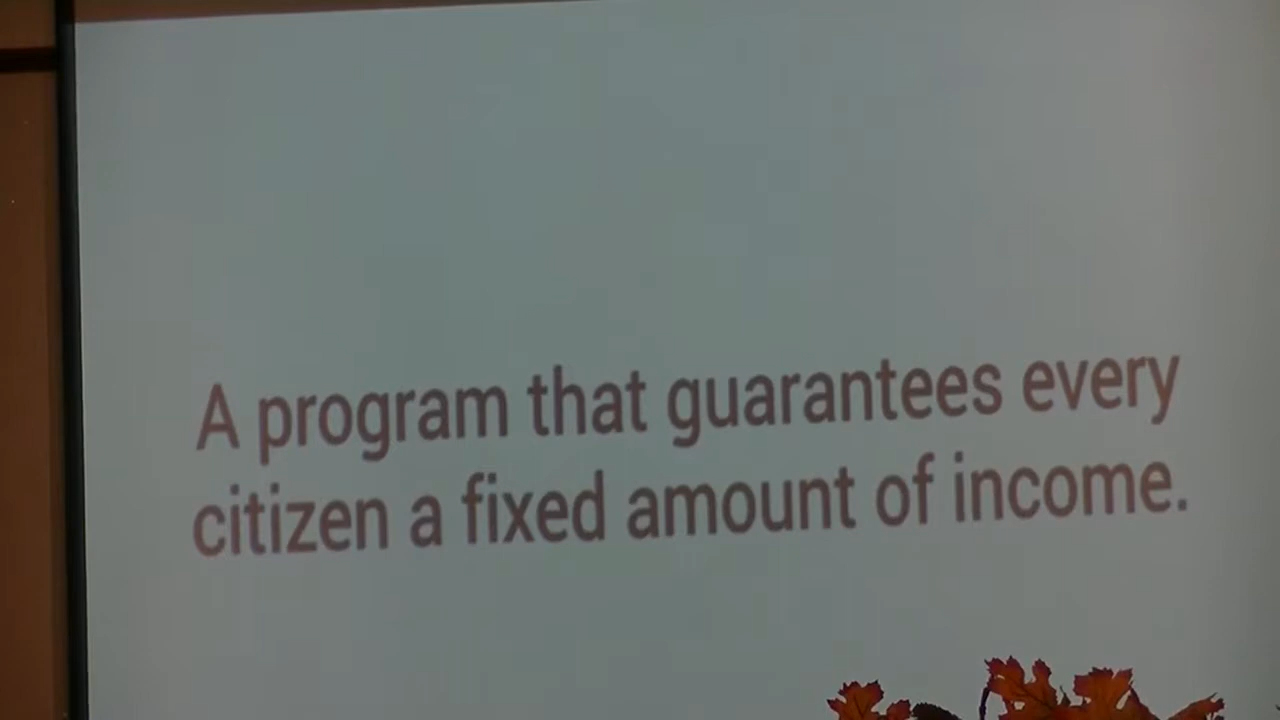 A program that guarantees every
citizen a fixed amount of income.